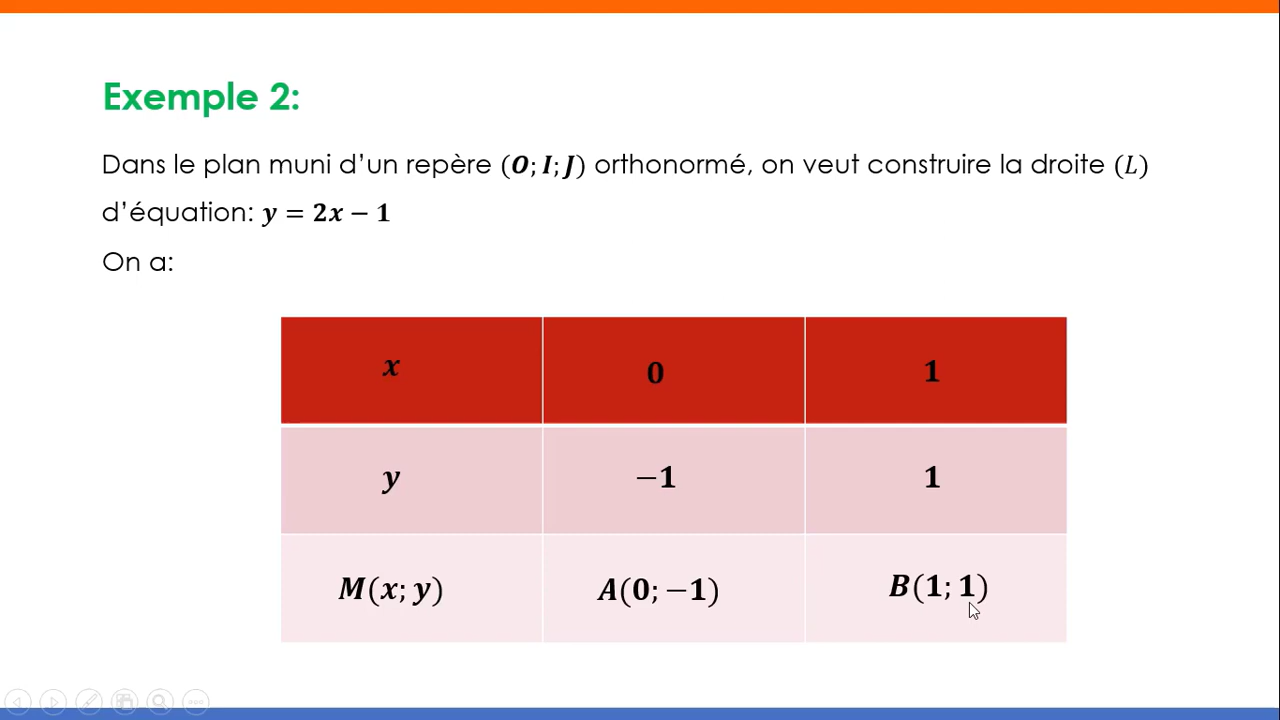 Exemple 2:
Dans le plan muni d’un repère (O; I; J) orthonormé, on veut construire la droite (L)
d’équation: y = 2x − 1
On a:
x 0 1
y −1 1
M(x; y) A(0; −1) B(1; 1)